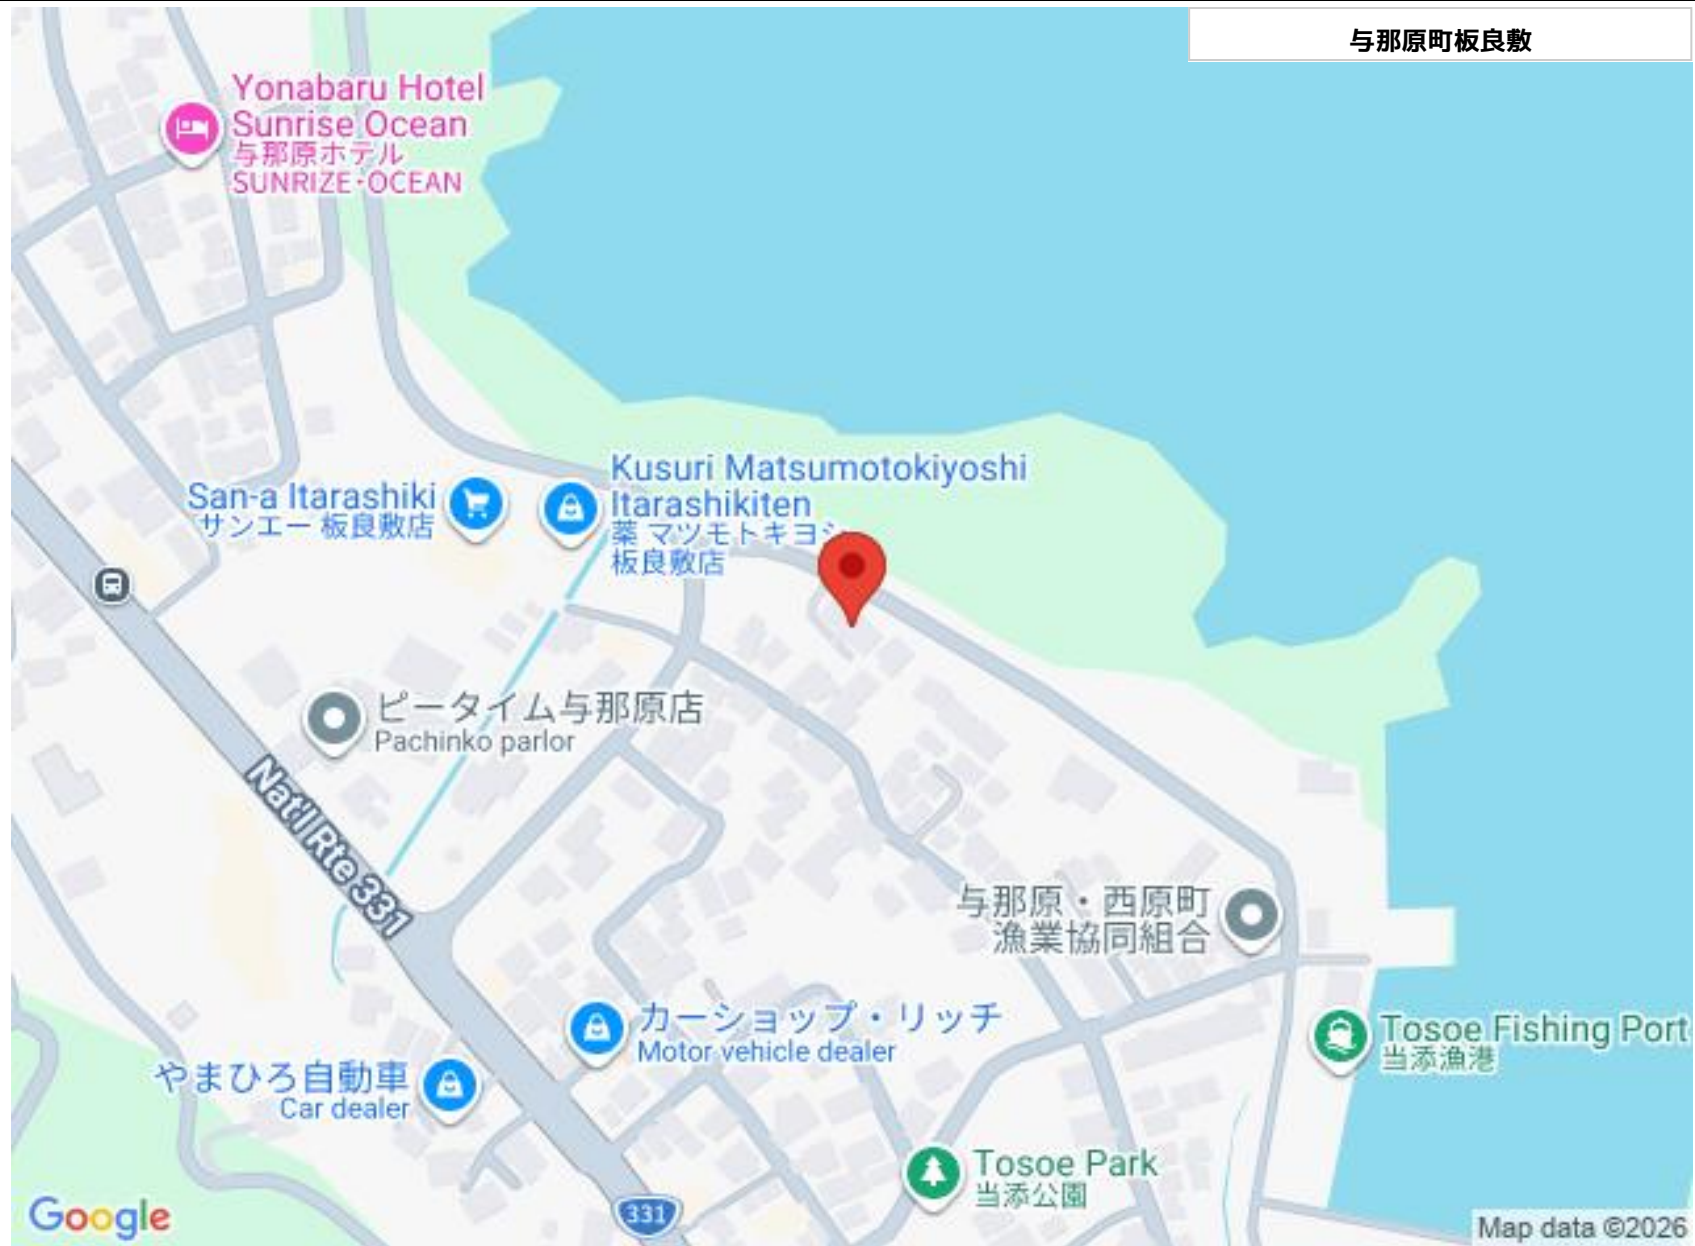 与那原町板良敷
Yonabaru Hotel
Sunrise Ocean
与那原ホテル
SUNRIZE・OCEAN
Kusuri Matsumotokiyoshi
Itarashikiten
薬 マツモトキヨシ
板良敷店
San-a Itarashiki
サンエー 板良敷店
ピータイム与那原店
Pachinko parlor
Nat'l Rte 331
与那原・西原町
漁業協同組合
カーショップ・リッチ
Motor vehicle dealer
Tosoe Fishing Port
当添漁港
やまひろ自動車
Car dealer
Tosoe Park
当添公園
331
Google
Map data ©2026